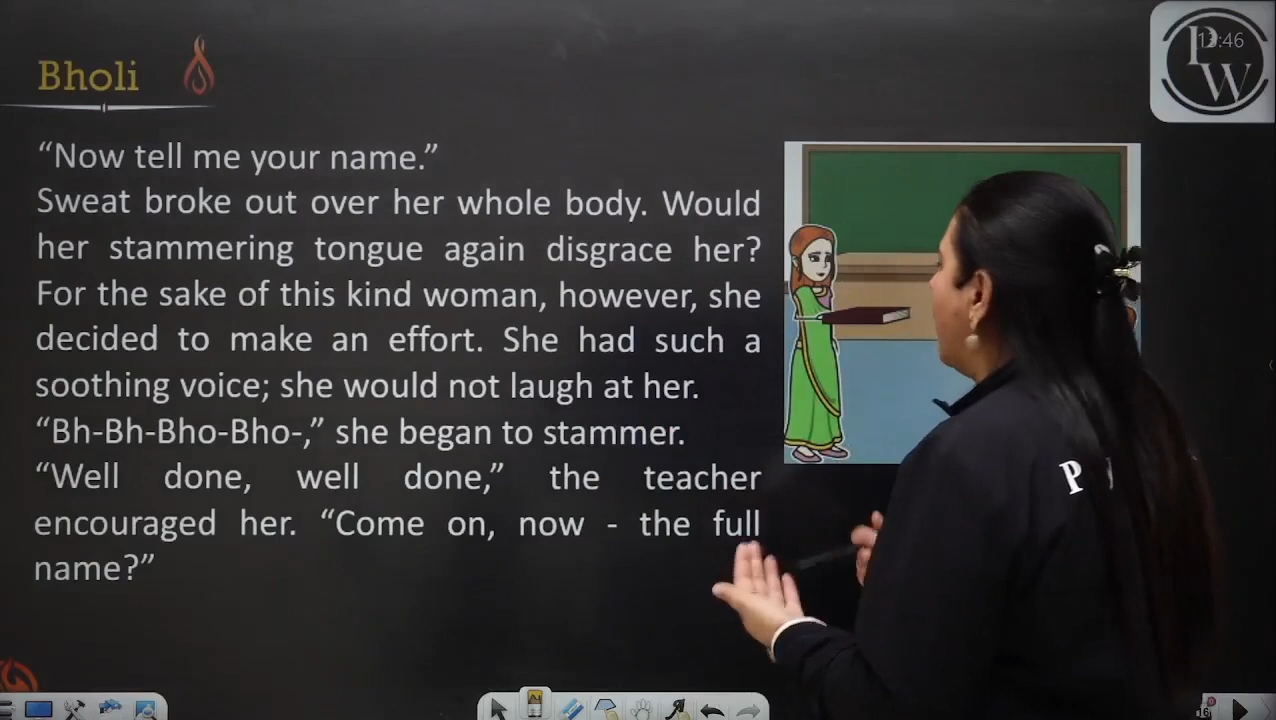 Bholi
13:46
PW
“Now tell me your name.”
Sweat broke out over her whole body. Would
her stammering tongue again disgrace her?
For the sake of this kind woman, however, she
decided to make an effort. She had such a
soothing voice; she would not laugh at her.
“Bh-Bh-Bho-Bho-,” she began to stammer.
“Well done, well done,” the teacher
encouraged her. “Come on, now - the full
name?”
P